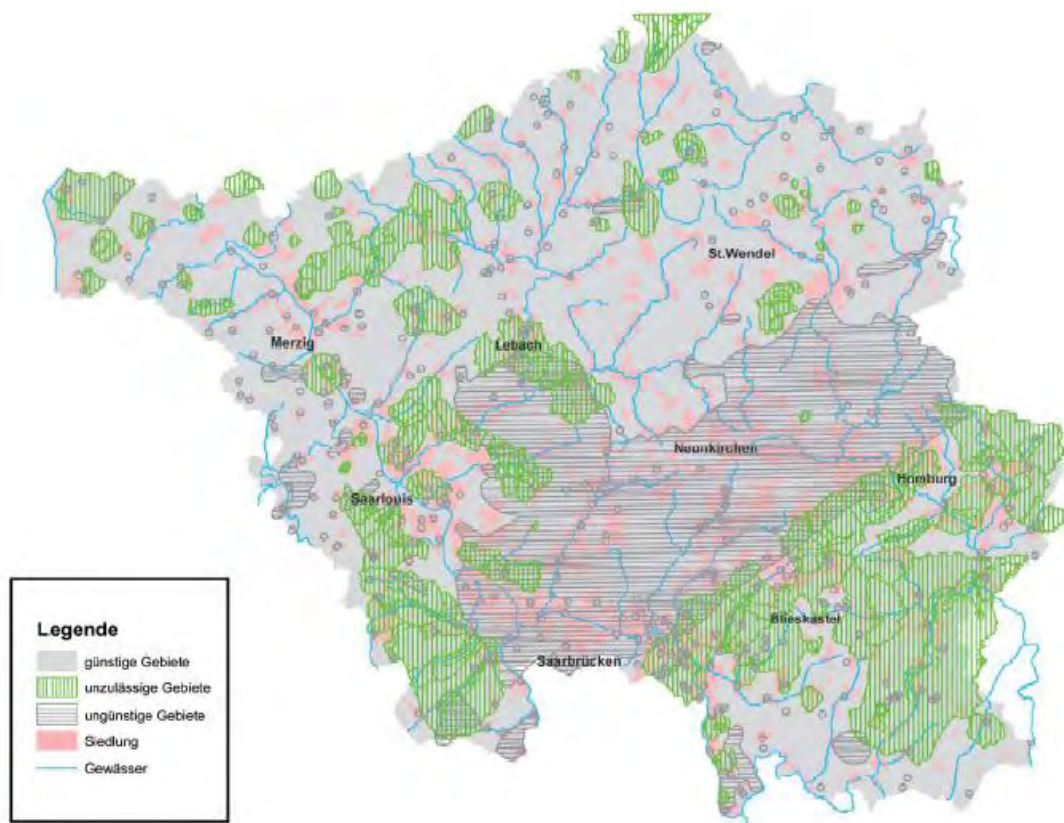 St.Wendel
Merzig
Lebach
Neunkirchen
Homburg
Saarlouis
Blieskastel
Saarbrücken
Legende
günstige Gebiete
unzulässige Gebiete
ungünstige Gebiete
Siedlung
Gewässer